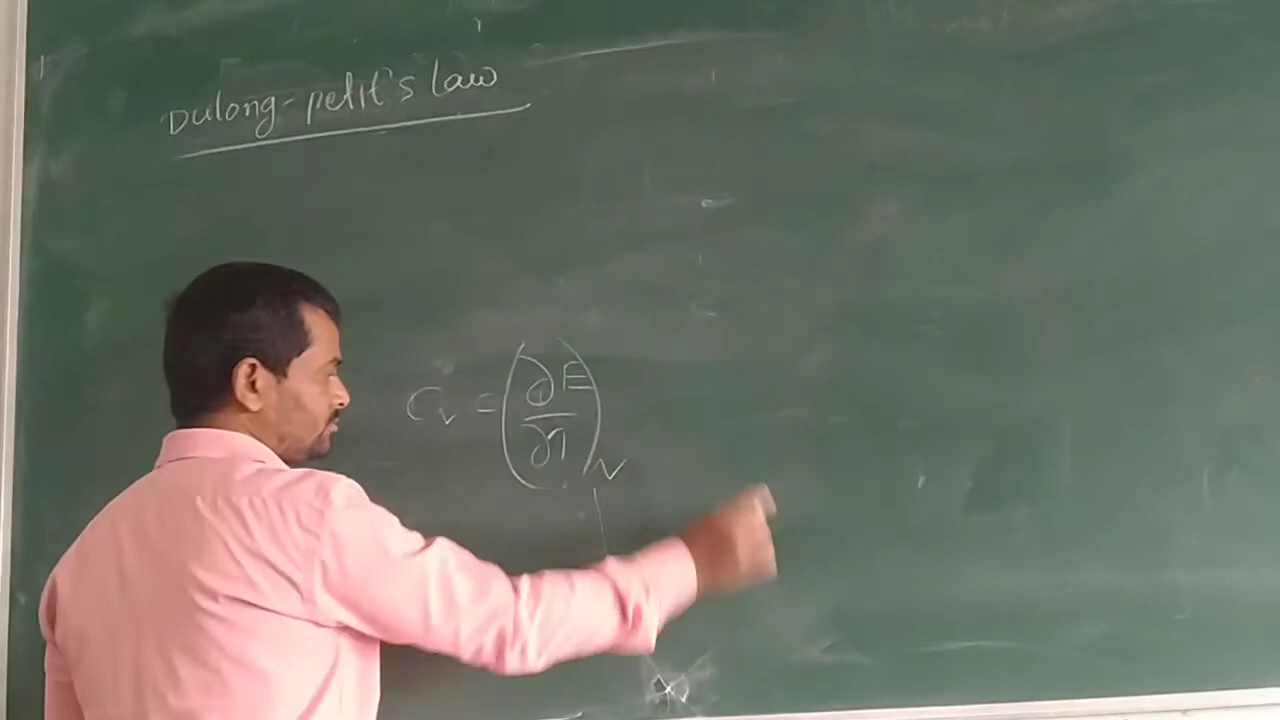 Dulong-petit's law
Cv = (∂E/∂T)v